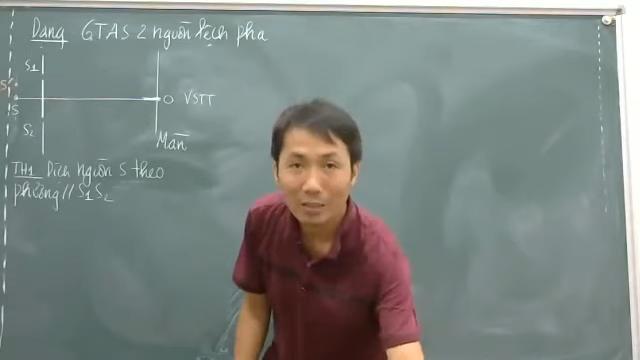 Dạng GTAS 2 nguồn lệch pha
S1
S'
O VSTT
S
S2
Màn
TH1 Dịch nguồn S theo
phương // S1S2